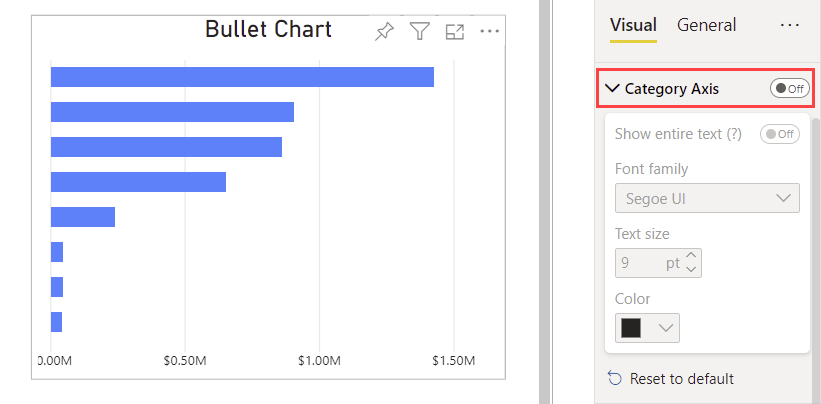 Bullet Chart
0.00M
$0.50M
$1.00M
$1.50M
Visual General
Category Axis Off
Show entire text (?) Off
Font family
Segoe UI
Text size
9 pt
Color
Reset to default